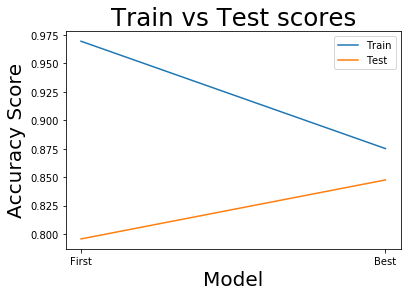 Train vs Test scores
Train
Test
0.975
0.950
0.925
0.900
0.875
0.850
0.825
0.800
Accuracy Score
First
Best
Model